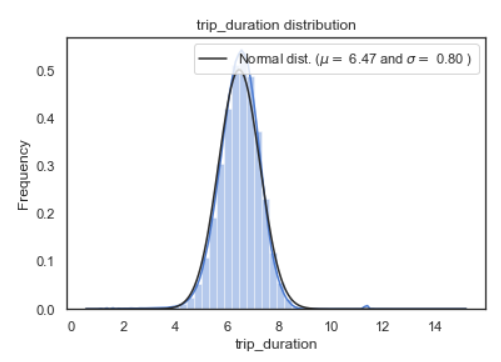 trip_duration distribution
Normal dist. (μ = 6.47 and σ = 0.80 )
0.5
0.4
0.3
0.2
0.1
0.0
Frequency
0 2 4 6 8 10 12 14
trip_duration